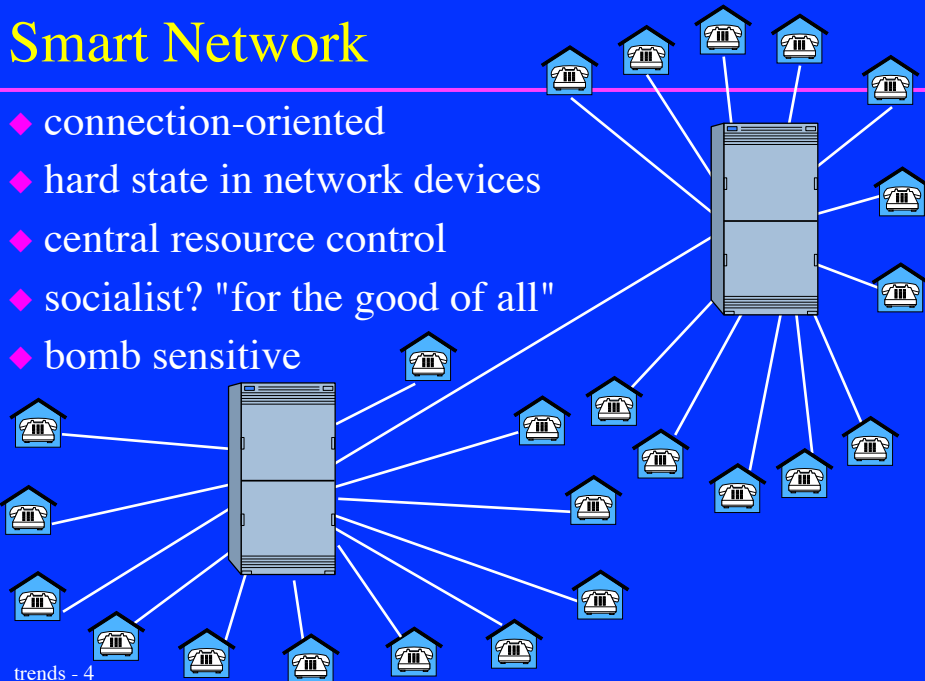 Smart Network
connection-oriented
hard state in network devices
central resource control
socialist? "for the good of all"
bomb sensitive
trends - 4